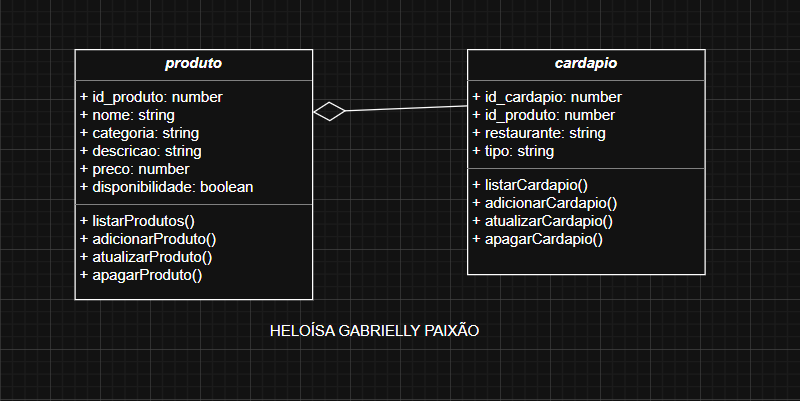 produto
+ id_produto: number
+ nome: string
+ categoria: string
+ descricao: string
+ preco: number
+ disponibilidade: boolean
+ listarProdutos()
+ adicionarProduto()
+ atualizarProduto()
+ apagarProduto()
cardapio
+ id_cardapio: number
+ id_produto: number
+ restaurante: string
+ tipo: string
+ listarCardapio()
+ adicionarCardapio()
+ atualizarCardapio()
+ apagarCardapio()
HELOÍSA GABRIELLY PAIXÃO